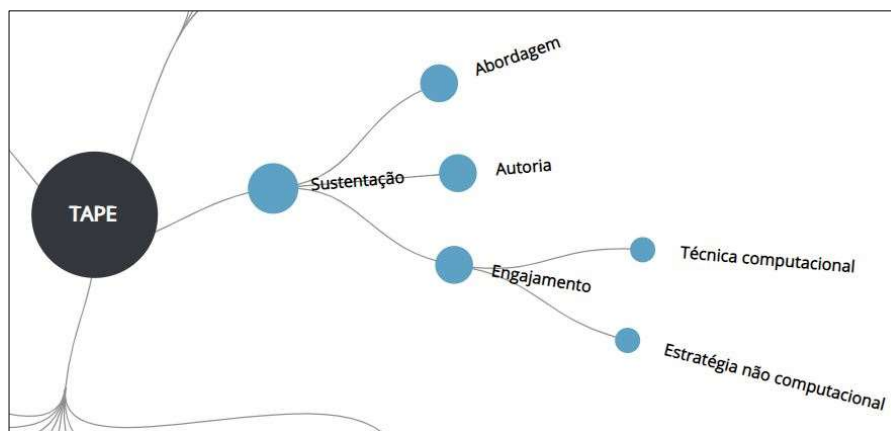 Abordagem
Autoria
Sustentação
TAPE
Engajamento
Técnica computacional
Estratégia não computacional